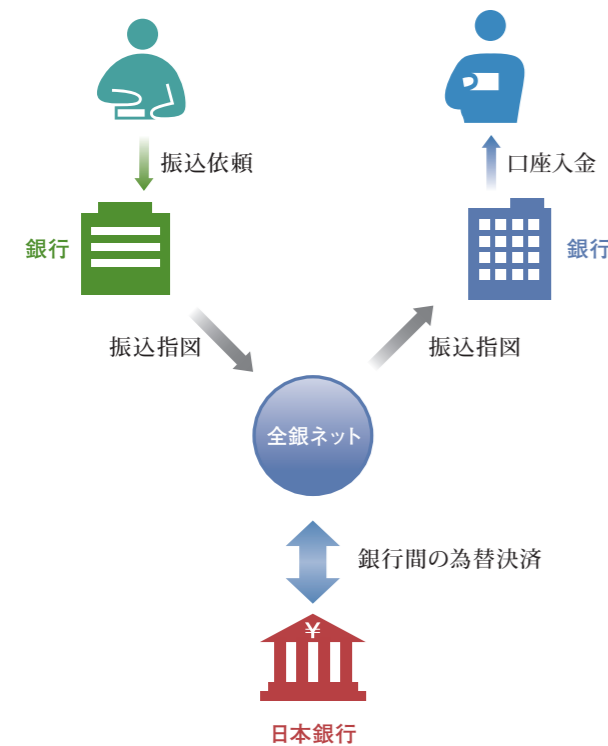 振込依頼
口座入金
銀行
銀行
振込指図
振込指図
全銀ネット
銀行間の為替決済
¥
日本銀行